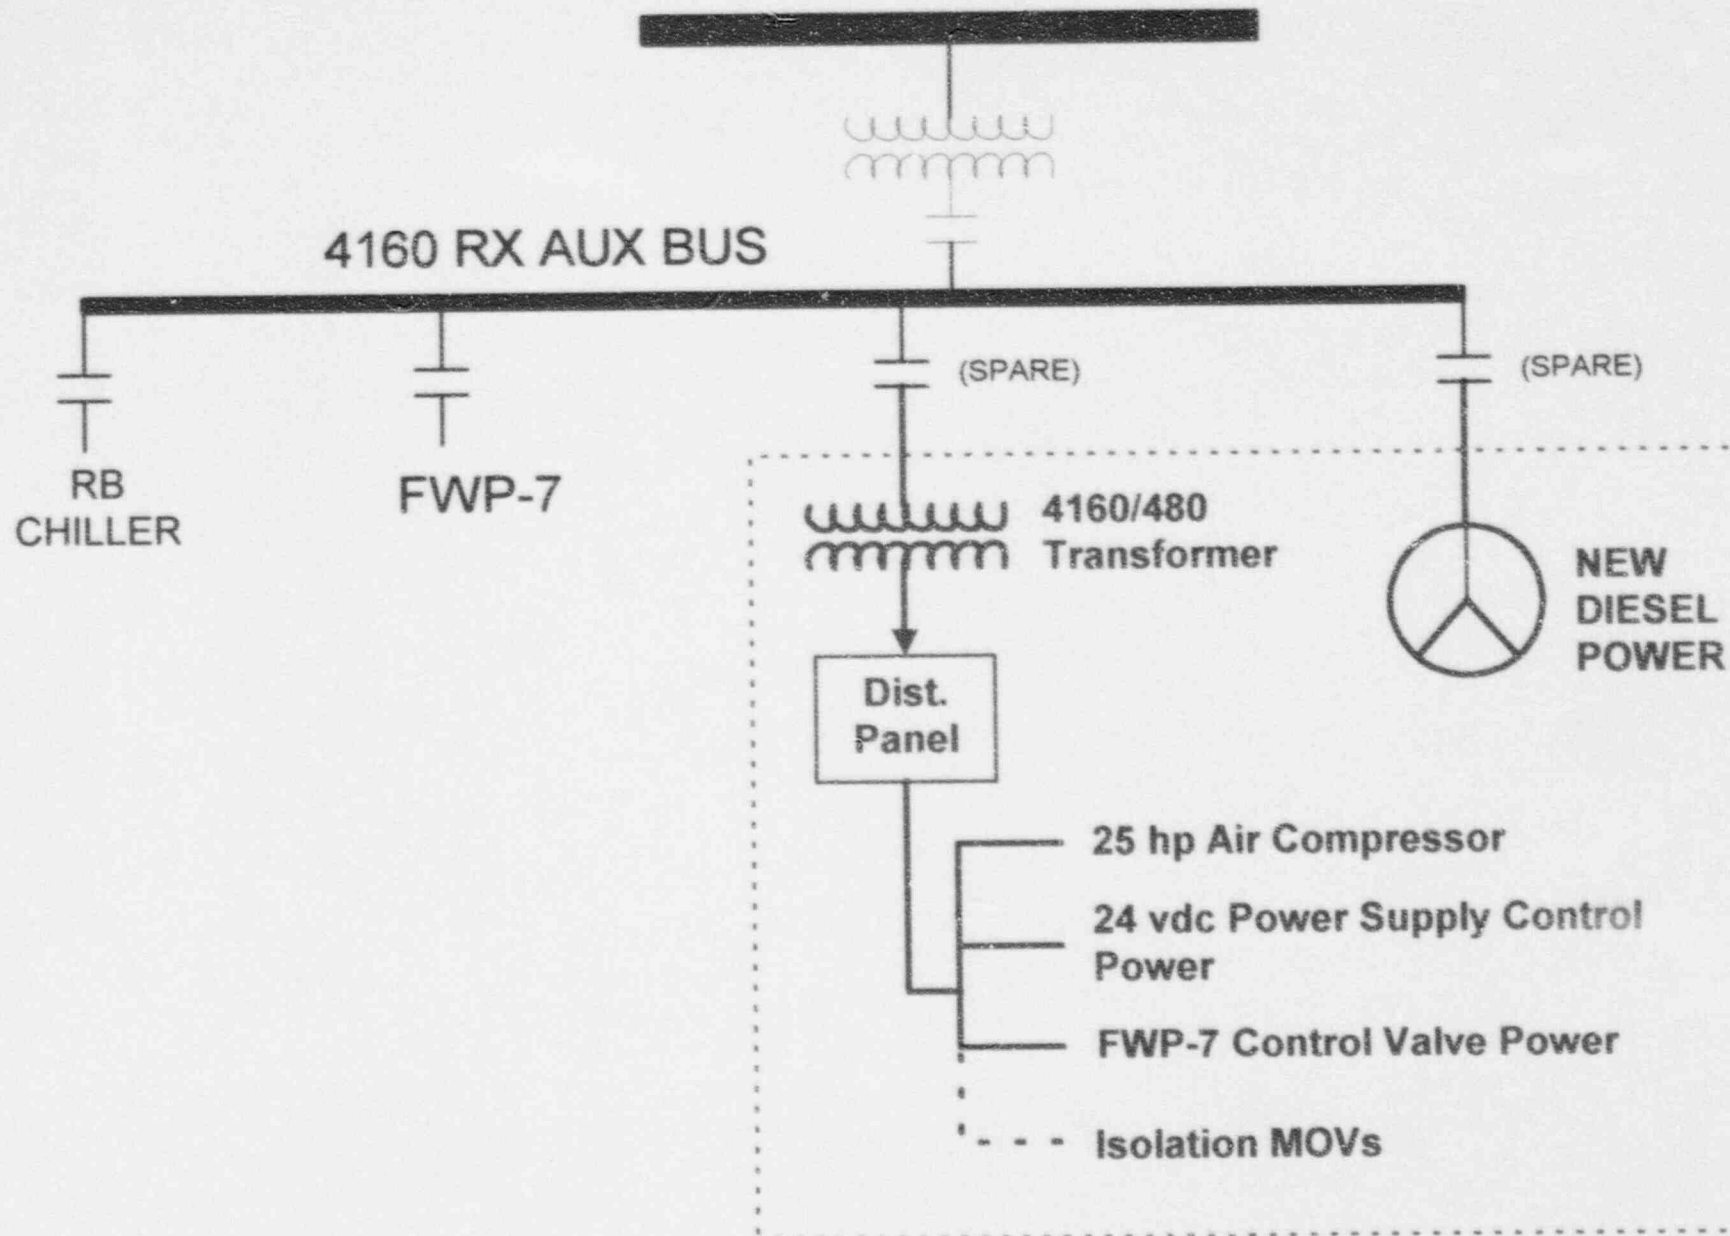 4160 RX AUX BUS
(SPARE)
(SPARE)
RB
CHILLER
FWP-7
4160/480
Transformer
NEW
DIESEL
POWER
Dist.
Panel
25 hp Air Compressor
24 vdc Power Supply Control
Power
FWP-7 Control Valve Power
Isolation MOVs